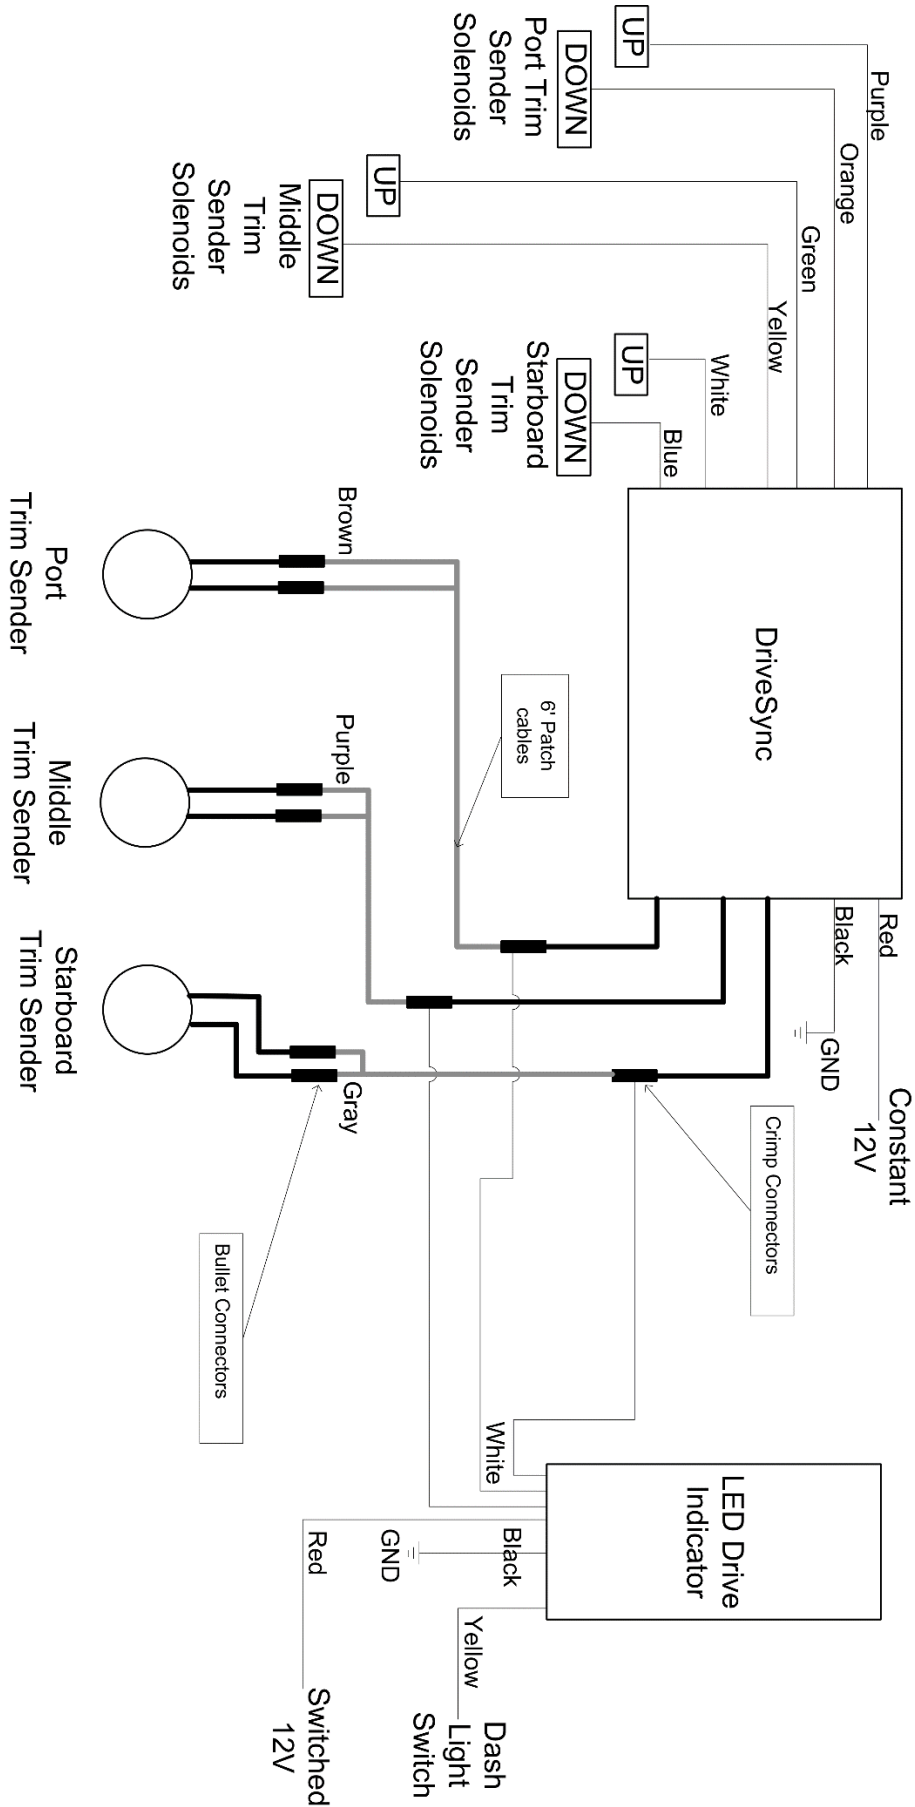 UP
Purple
DOWN
Orange
Port Trim
Sender
Solenoids
UP
Green
DOWN
Yellow
Middle
Trim
Sender
Solenoids
UP
White
DOWN
Blue
Starboard
Trim
Sender
Solenoids
DriveSync
Brown
Port
Trim Sender
6' Patch
cables
Purple
Middle
Trim Sender
Red
Black
GND
Constant
12V
Starboard
Trim Sender
Gray
Crimp Connectors
Bullet Connectors
White
LED Drive
Indicator
Black
GND
Red
Switched
12V
Yellow
Dash
Light
Switch